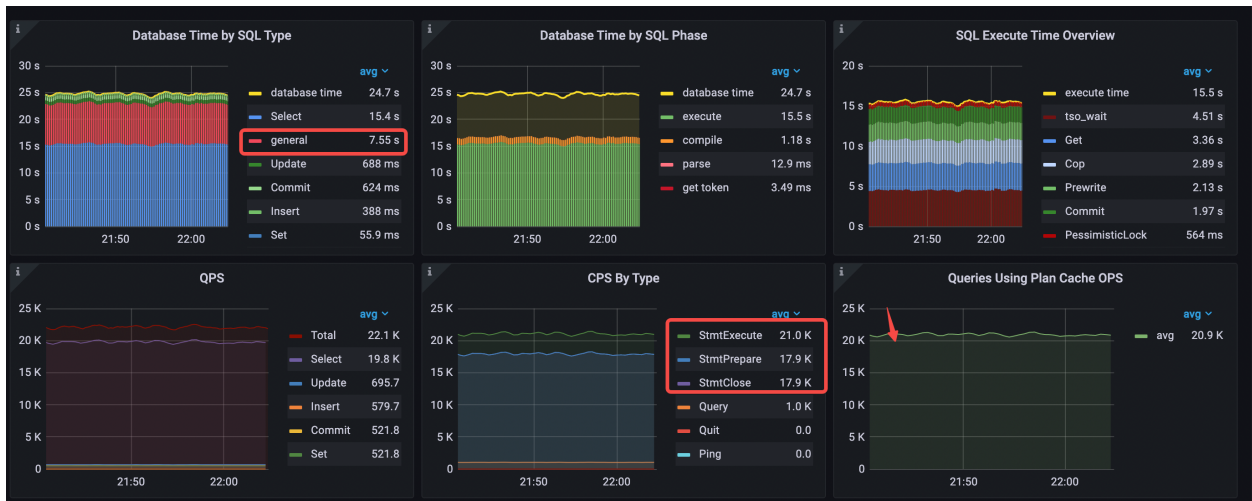 Database Time by SQL Type
30 s
25 s
20 s
15 s
10 s
5 s
0 s
21:50 22:00
avg
database time 24.7 s
Select 15.4 s
general 7.55 s
Update 688 ms
Commit 624 ms
Insert 388 ms
Set 55.9 ms
Database Time by SQL Phase
30 s
25 s
20 s
15 s
10 s
5 s
0 s
21:50 22:00
avg
database time 24.7 s
execute 15.5 s
compile 1.18 s
parse 12.9 ms
get token 3.49 ms
SQL Execute Time Overview
20 s
15 s
10 s
5 s
0 s
21:50 22:00
avg
execute time 15.5 s
tso_wait 4.51 s
Get 3.36 s
Cop 2.89 s
Prewrite 2.13 s
Commit 1.97 s
PessimisticLock 564 ms
QPS
25 K
20 K
15 K
10 K
5 K
0
21:50 22:00
avg
Total 22.1 K
Select 19.8 K
Update 695.7
Insert 579.7
Commit 521.8
Set 521.8
CPS By Type
25 K
20 K
15 K
10 K
5 K
0
21:50 22:00
avg
StmtExecute 21.0 K
StmtPrepare 17.9 K
StmtClose 17.9 K
Query 1.0 K
Quit 0.0
Ping 0.0
Queries Using Plan Cache OPS
25 K
20 K
15 K
10 K
5 K
0
21:50 22:00
avg
avg 20.9 K